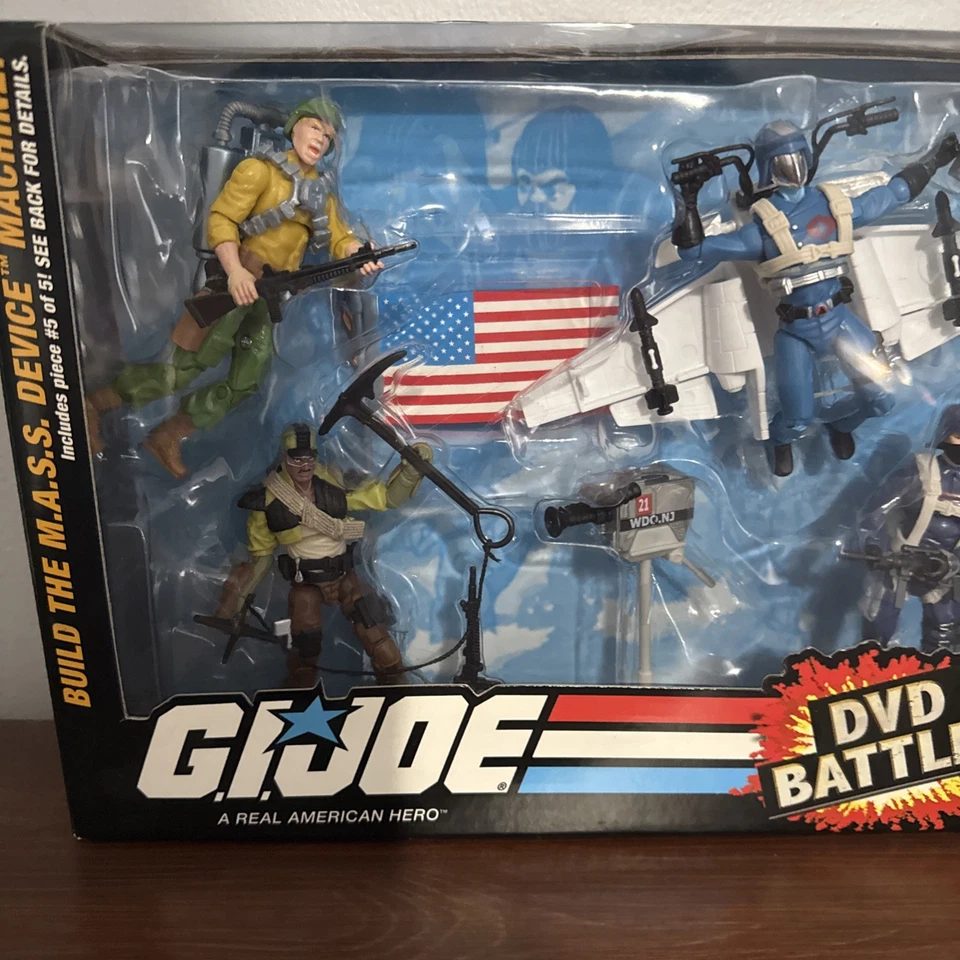 BUILD THE M.A.S.S. DEVICE™ MACHINE!
Includes piece #5 of 5! SEE BACK FOR DETAILS.
21
WDO.NJ
G.I. JOE®
A REAL AMERICAN HERO™
DVD
BATTL